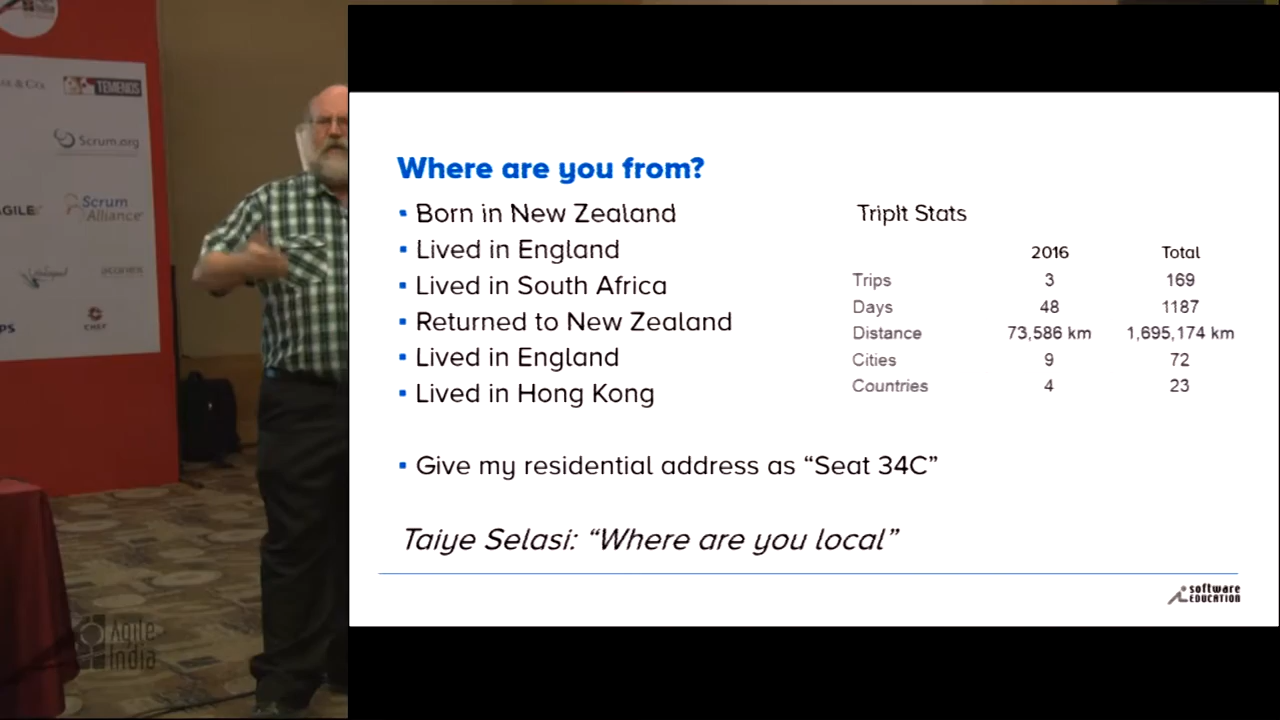 India
TEMENOS
Scrum.org
AGILE
Scrum
Alliance
CHEF
Where are you from?
▪ Born in New Zealand
▪ Lived in England
▪ Lived in South Africa
▪ Returned to New Zealand
▪ Lived in England
▪ Lived in Hong Kong
▪ Give my residential address as “Seat 34C”
TripIt Stats
2016 Total
Trips 3 169
Days 48 1187
Distance 73,586 km 1,695,174 km
Cities 9 72
Countries 4 23
Taiye Selasi: “Where are you local”
software
EDUCATION
Agile
India